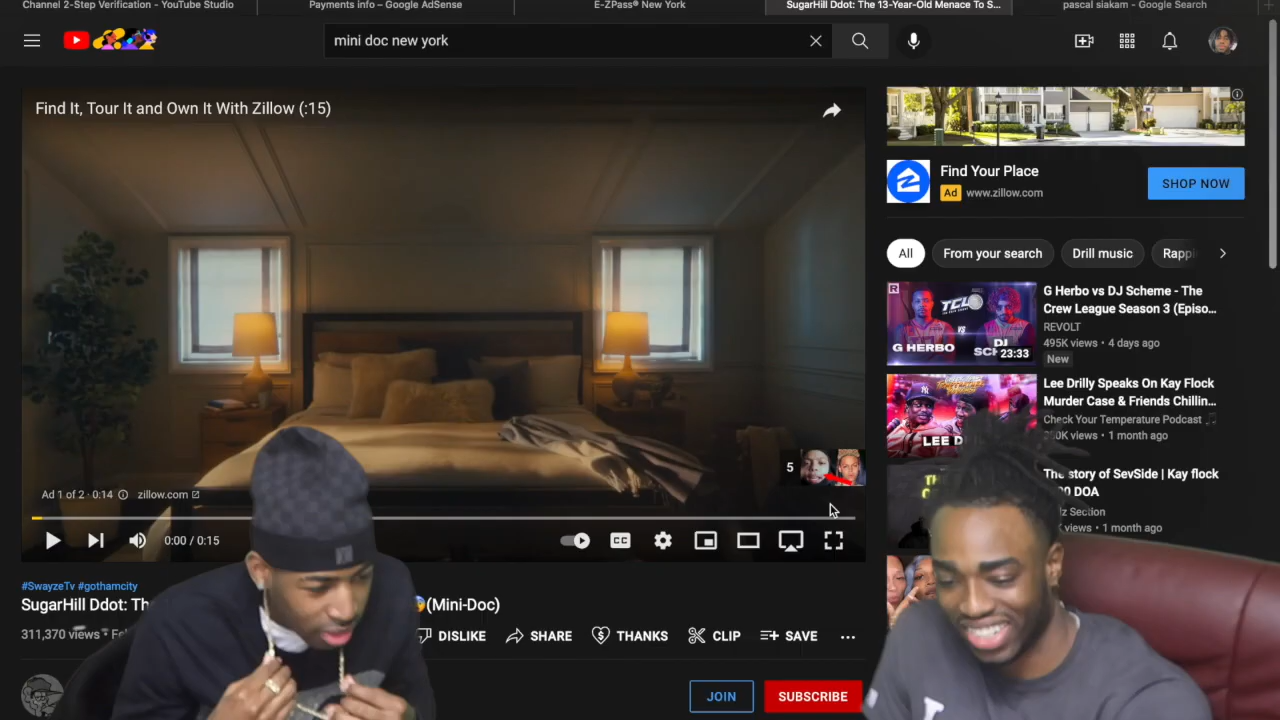 Channel 2-Step Verification - YouTube Studio
Payments info – Google AdSense
E-ZPass® New York
SugarHill Ddot: The 13-Year-Old Menace To S...
pascal siakam - Google Search
mini doc new york
Find It, Tour It and Own It With Zillow (:15)
Find Your Place
Ad www.zillow.com
SHOP NOW
All
From your search
Drill music
Rappi
G Herbo vs DJ Scheme - The
Crew League Season 3 (Episo...
REVOLT
495K views • 4 days ago
New
TCL
G HERBO
VS
23:33
Lee Drilly Speaks On Kay Flock
Murder Case & Friends Chillin...
Check Your Temperature Podcast
1 month ago
LEE
The story of SevSide | Kay flock
DOA
Section
views • 1 month ago
5
Ad 1 of 2 · 0:14
zillow.com
0:00 / 0:15
CC
#SwayzeTv #gothamcity
SugarHill Ddot: Th
(Mini-Doc)
311,370 views •
DISLIKE
SHARE
THANKS
CLIP
SAVE
JOIN
SUBSCRIBE